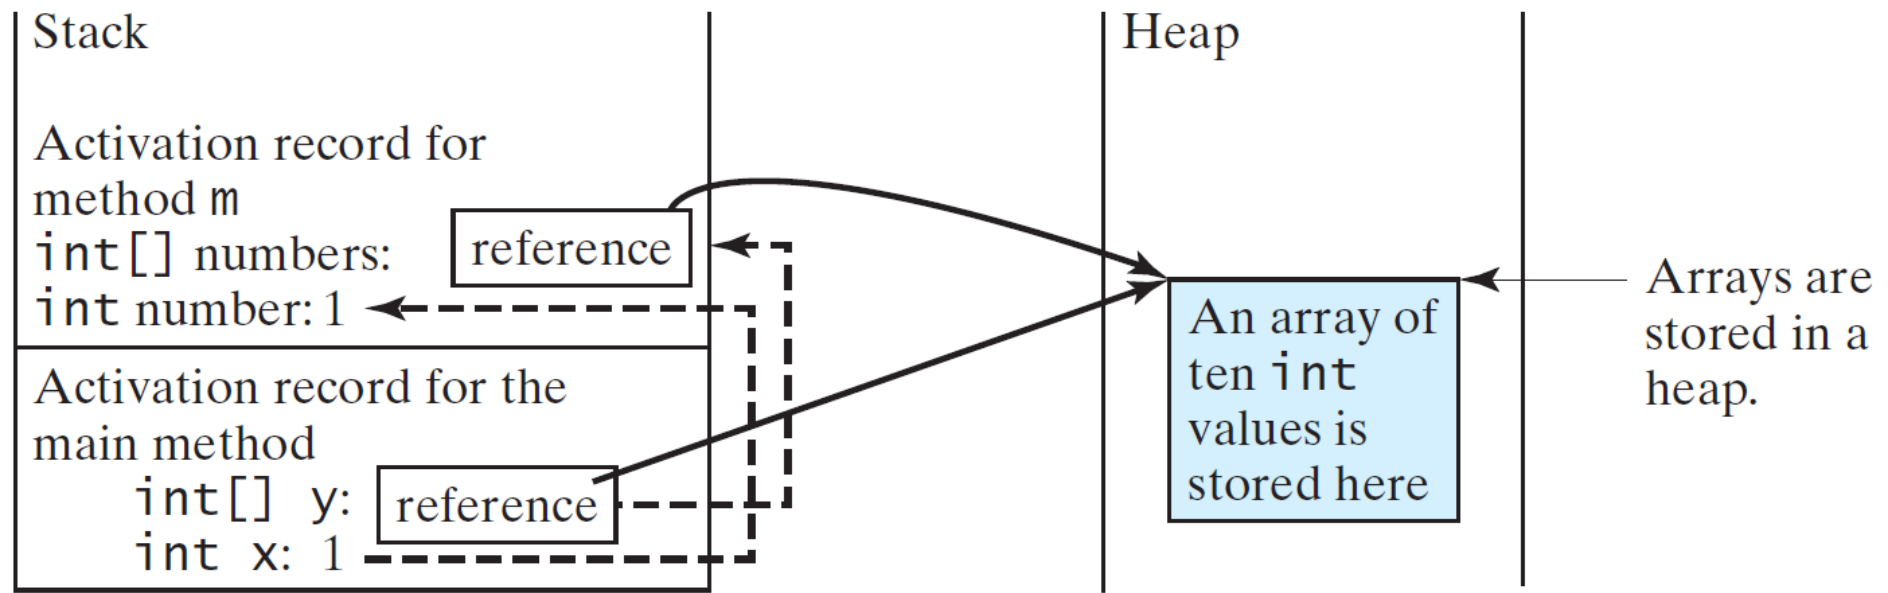 Stack
Activation record for
method m
int[] numbers:
reference
int number: 1
Activation record for the
main method
int[] y:
reference
int x: 1
Heap
An array of
ten int
values is
stored here
Arrays are
stored in a
heap.